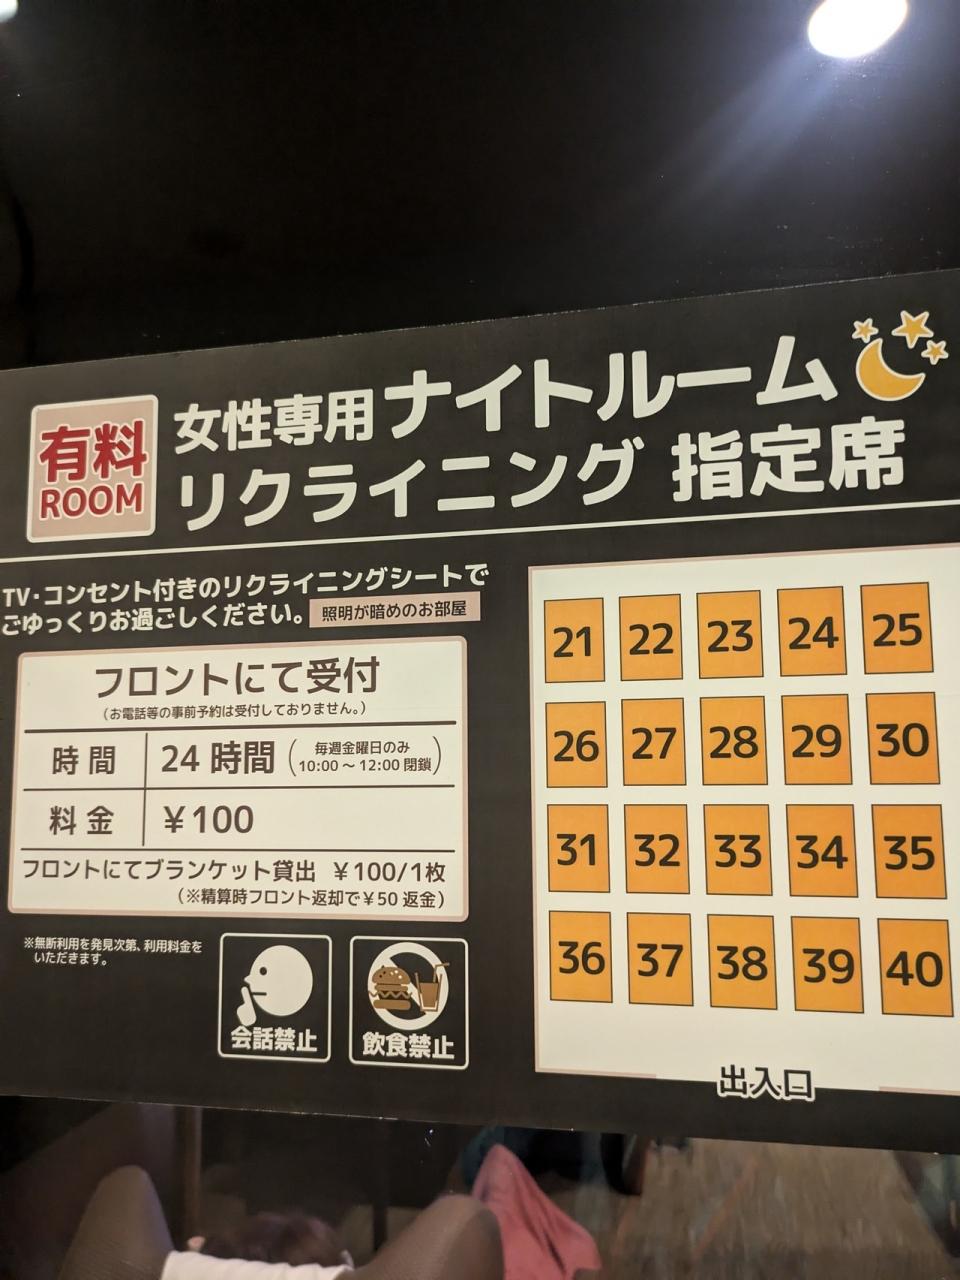 有料
ROOM
女性専用ナイトルーム
リクライニング 指定席
TV・コンセント付きのリクライニングシートで
ごゆっくりお過ごしください。 照明が暗めのお部屋
フロントにて受付
(お電話等の事前予約は受付しておりません。)
時間 24時間 (毎週金曜日のみ
10:00～12:00閉鎖)
料金 ¥100
フロントにてブランケット貸出 ¥100/1枚
(※精算時フロント返却で¥50返金)
※無断利用を発見次第、利用料金を
いただきます。
会話禁止
飲食禁止
21 22 23 24 25
26 27 28 29 30
31 32 33 34 35
36 37 38 39 40
出入口